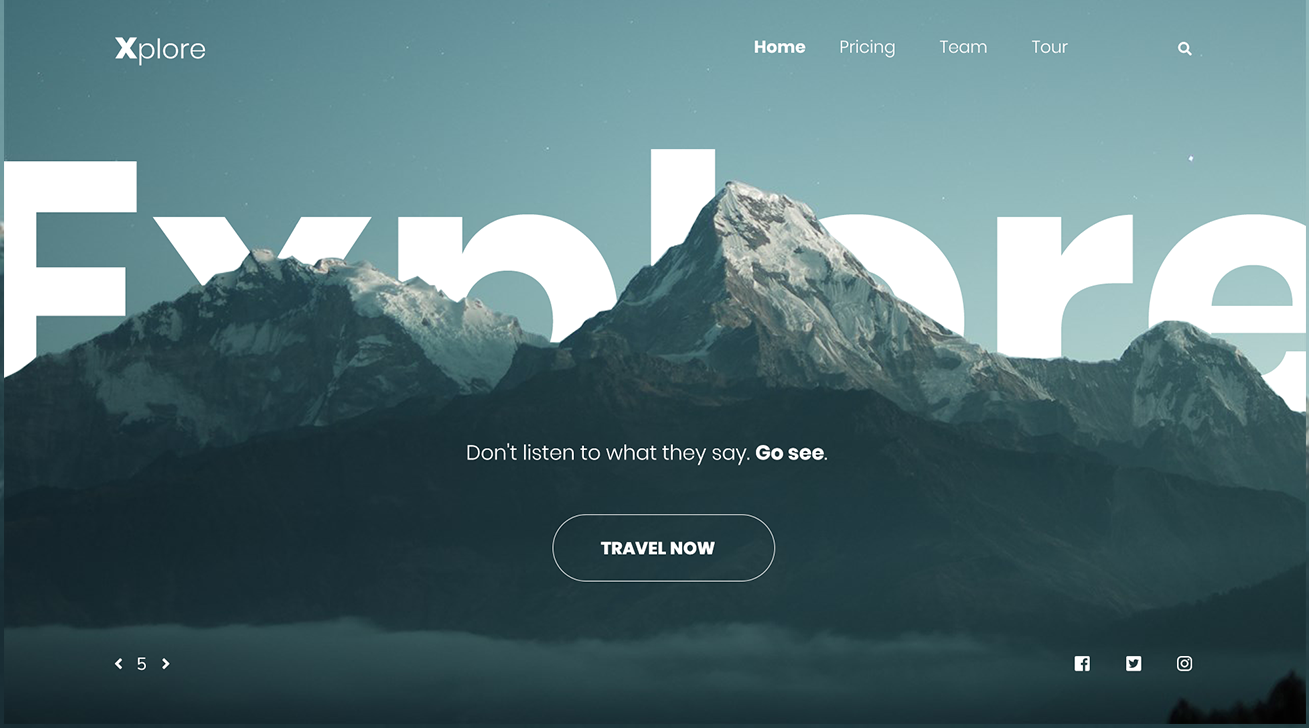 Xplore
Home Pricing Team Tour
Explore
Don't listen to what they say. Go see.
TRAVEL NOW
5